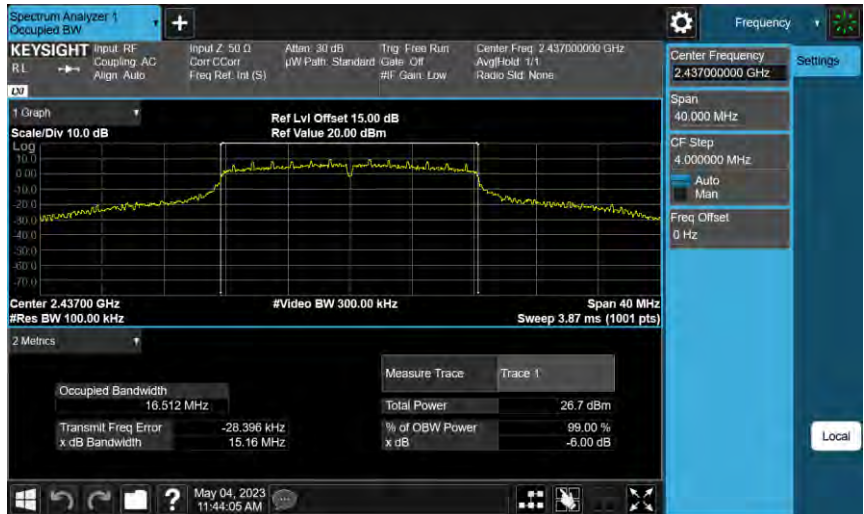 Spectrum Analyzer 1
Occupied BW
+
Frequency
KEYSIGHT
RL
LXI
Input: RF
Coupling: AC
Align: Auto
Input Z: 50 Ω
Corr CCorr
Freq Ref: Int (S)
Atten: 30 dB
µW Path: Standard
Trig: Free Run
Gate: Off
#IF Gain: Low
Center Freq: 2.437000000 GHz
Avg|Hold: 1/1
Radio Std: None
Center Frequency
2.437000000 GHz
Settings
Span
40.000 MHz
CF Step
4.000000 MHz
Auto
Man
Freq Offset
0 Hz
Local
1 Graph
Scale/Div 10.0 dB
Ref Lvl Offset 15.00 dB
Ref Value 20.00 dBm
Log
10.0
0.00
-10.0
-20.0
-30.0
-40.0
-50.0
-60.0
-70.0
Center 2.43700 GHz
#Video BW 300.00 kHz
Span 40 MHz
#Res BW 100.00 kHz
Sweep 3.87 ms (1001 pts)
2 Metrics
Measure Trace Trace 1
Occupied Bandwidth
16.512 MHz
Total Power 26.7 dBm
Transmit Freq Error -28.396 kHz
% of OBW Power 99.00 %
x dB Bandwidth 15.16 MHz
x dB -6.00 dB
?
May 04, 2023
11:44:05 AM